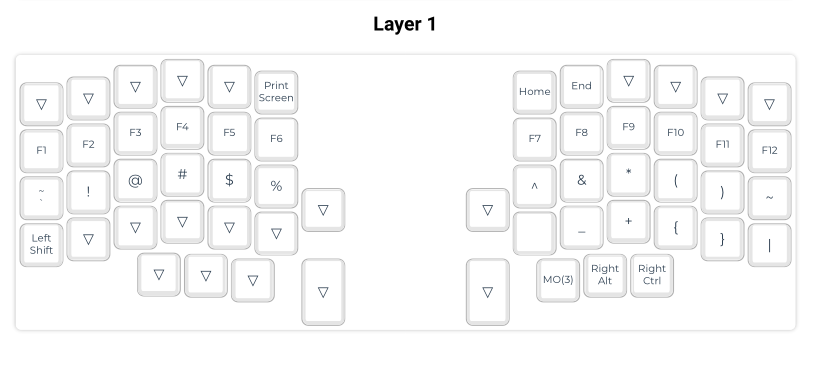 Layer 1
▽ ▽ ▽ ▽ ▽ Print Screen Home End ▽ ▽ ▽ ▽
F1 F2 F3 F4 F5 F6 F7 F8 F9 F10 F11 F12
~ ` ! @ # $ % ▽ ▽ ^ & * ( ) ~
Left Shift ▽ ▽ ▽ ▽ ▽ _ + { } |
▽ ▽ ▽ ▽ ▽ MO(3) Right Alt Right Ctrl